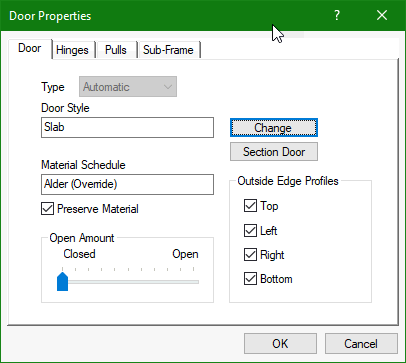 Door Properties
?
Door Hinges Pulls Sub-Frame
Type Automatic
Door Style
Slab
Change
Section Door
Material Schedule
Alder (Override)
Preserve Material
Outside Edge Profiles
Top
Left
Right
Bottom
Open Amount
Closed Open
OK Cancel